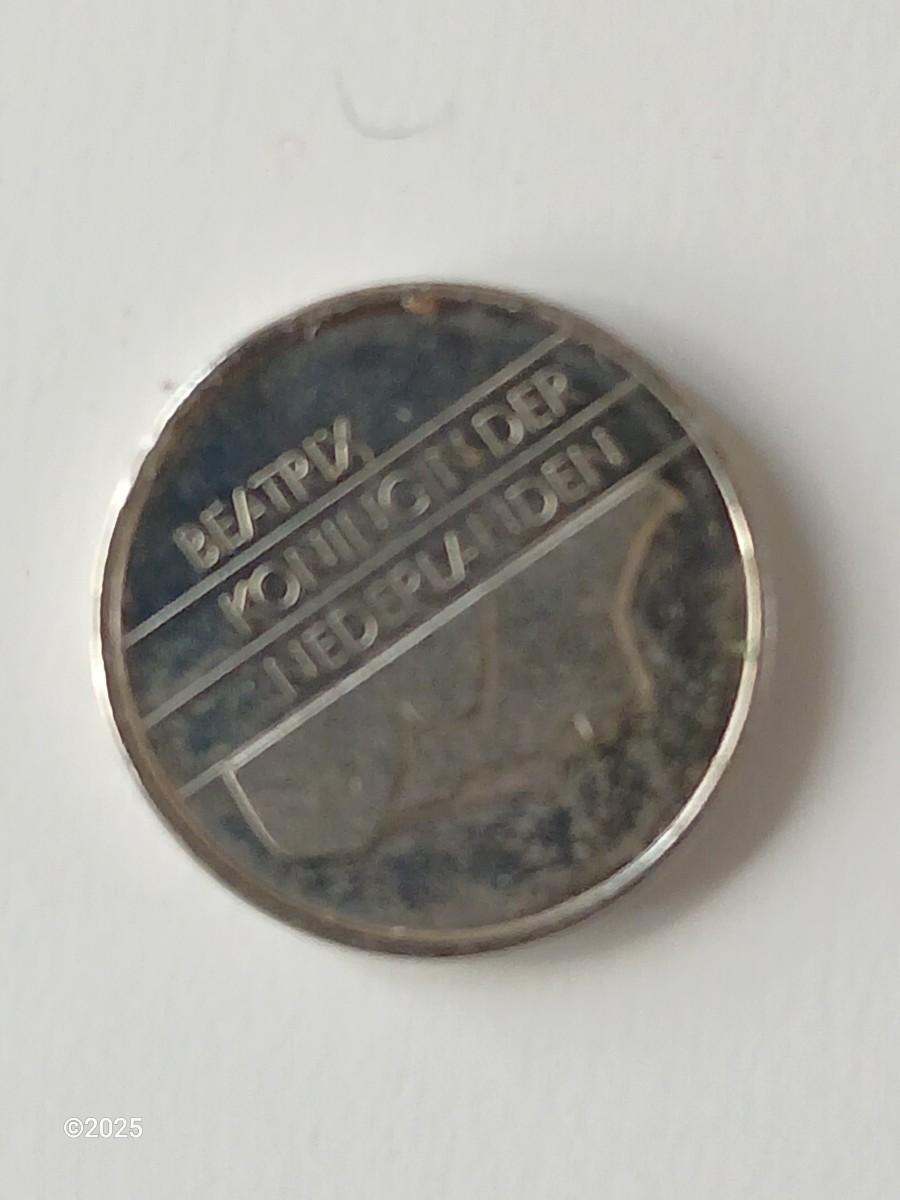 BEATRIX,
KONINGIN DER
NEDERLANDEN
©2025